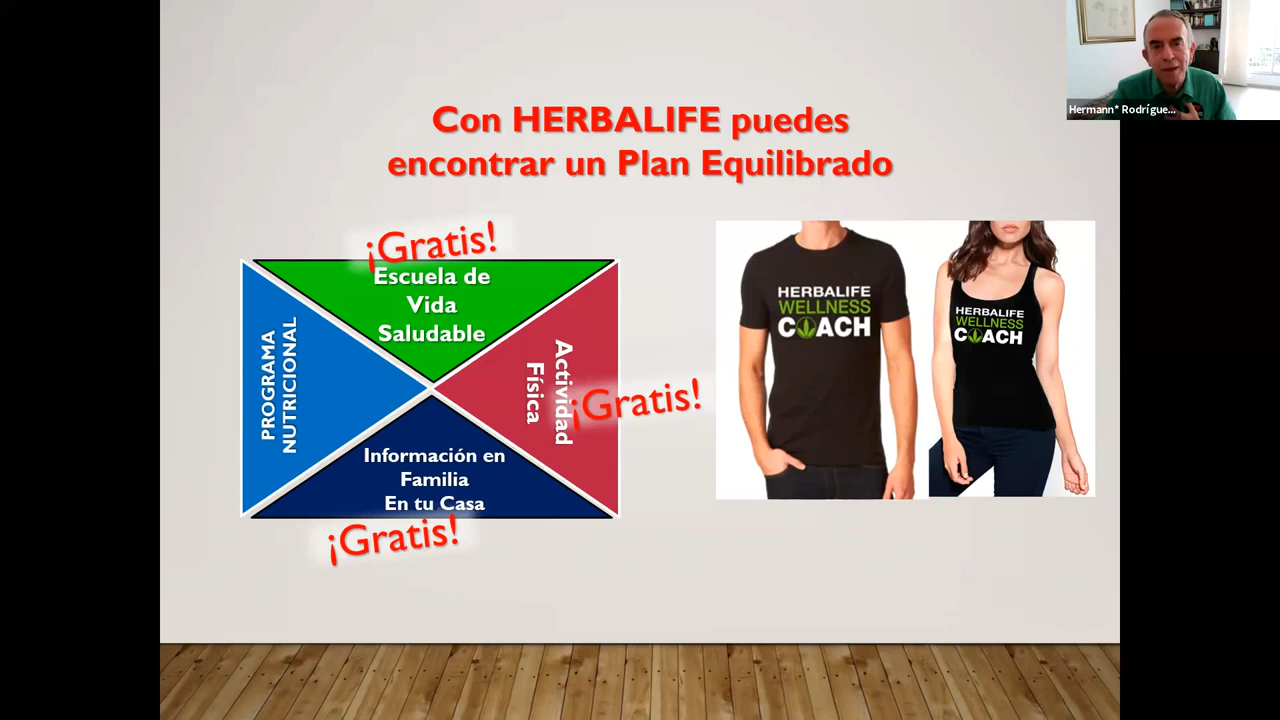 Hermann* Rodrígue...
Con HERBALIFE puedes
encontrar un Plan Equilibrado
¡Gratis!
Escuela de
Vida
Saludable
PROGRAMA
NUTRICIONAL
Actividad
Física
¡Gratis!
Información en
Familia
En tu Casa
¡Gratis!
HERBALIFE
WELLNESS
COACH
HERBALIFE
WELLNESS
COACH